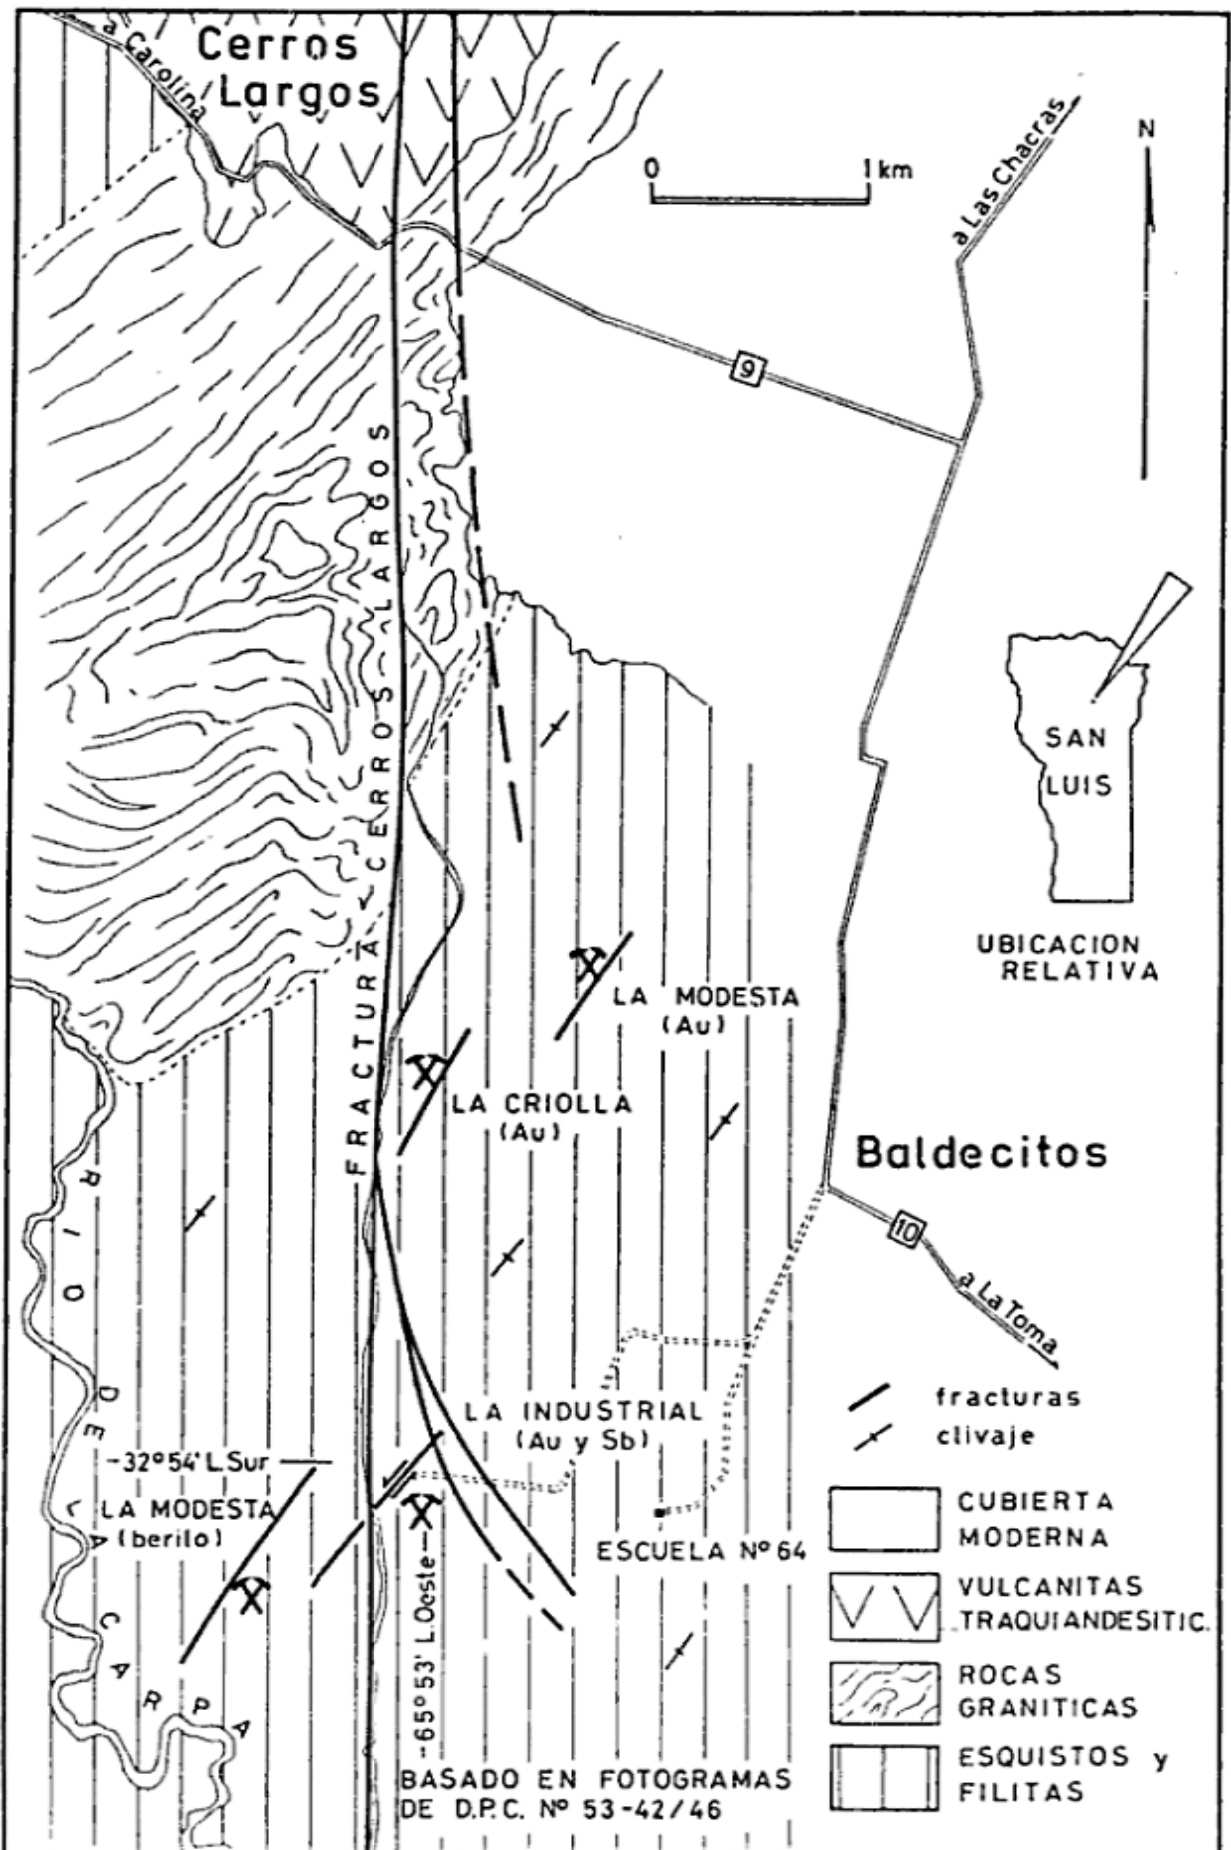 Cerros
Largos
a Carolina
0 1 km
a Las Chacras
N
9
FRACTURA CERROS LARGOS
SAN
LUIS
UBICACION
RELATIVA
LA MODESTA
(Au)
LA CRIOLLA
(Au)
Baldecitos
10
a La Toma
RIO DE LA CARPA
LA INDUSTRIAL
(Au y Sb)
-32°54' L.Sur
LA MODESTA
(berilo)
ESCUELA Nº 64
-65°53' L.Oeste
fracturas
clivaje
CUBIERTA
MODERNA
VULCANITAS
TRAQUIANDESITIC.
ROCAS
GRANITICAS
ESQUISTOS y
FILITAS
BASADO EN FOTOGRAMAS
DE D.P.C. Nº 53-42/46